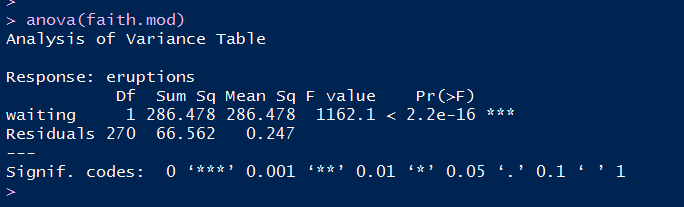 >
> anova(faith.mod)
Analysis of Variance Table

Response: eruptions
           Df  Sum Sq Mean Sq F value    Pr(>F)
waiting     1 286.478 286.478  1162.1 < 2.2e-16 ***
Residuals 270  66.562   0.247
---
Signif. codes:  0 ‘***’ 0.001 ‘**’ 0.01 ‘*’ 0.05 ‘.’ 0.1 ‘ ’ 1
>